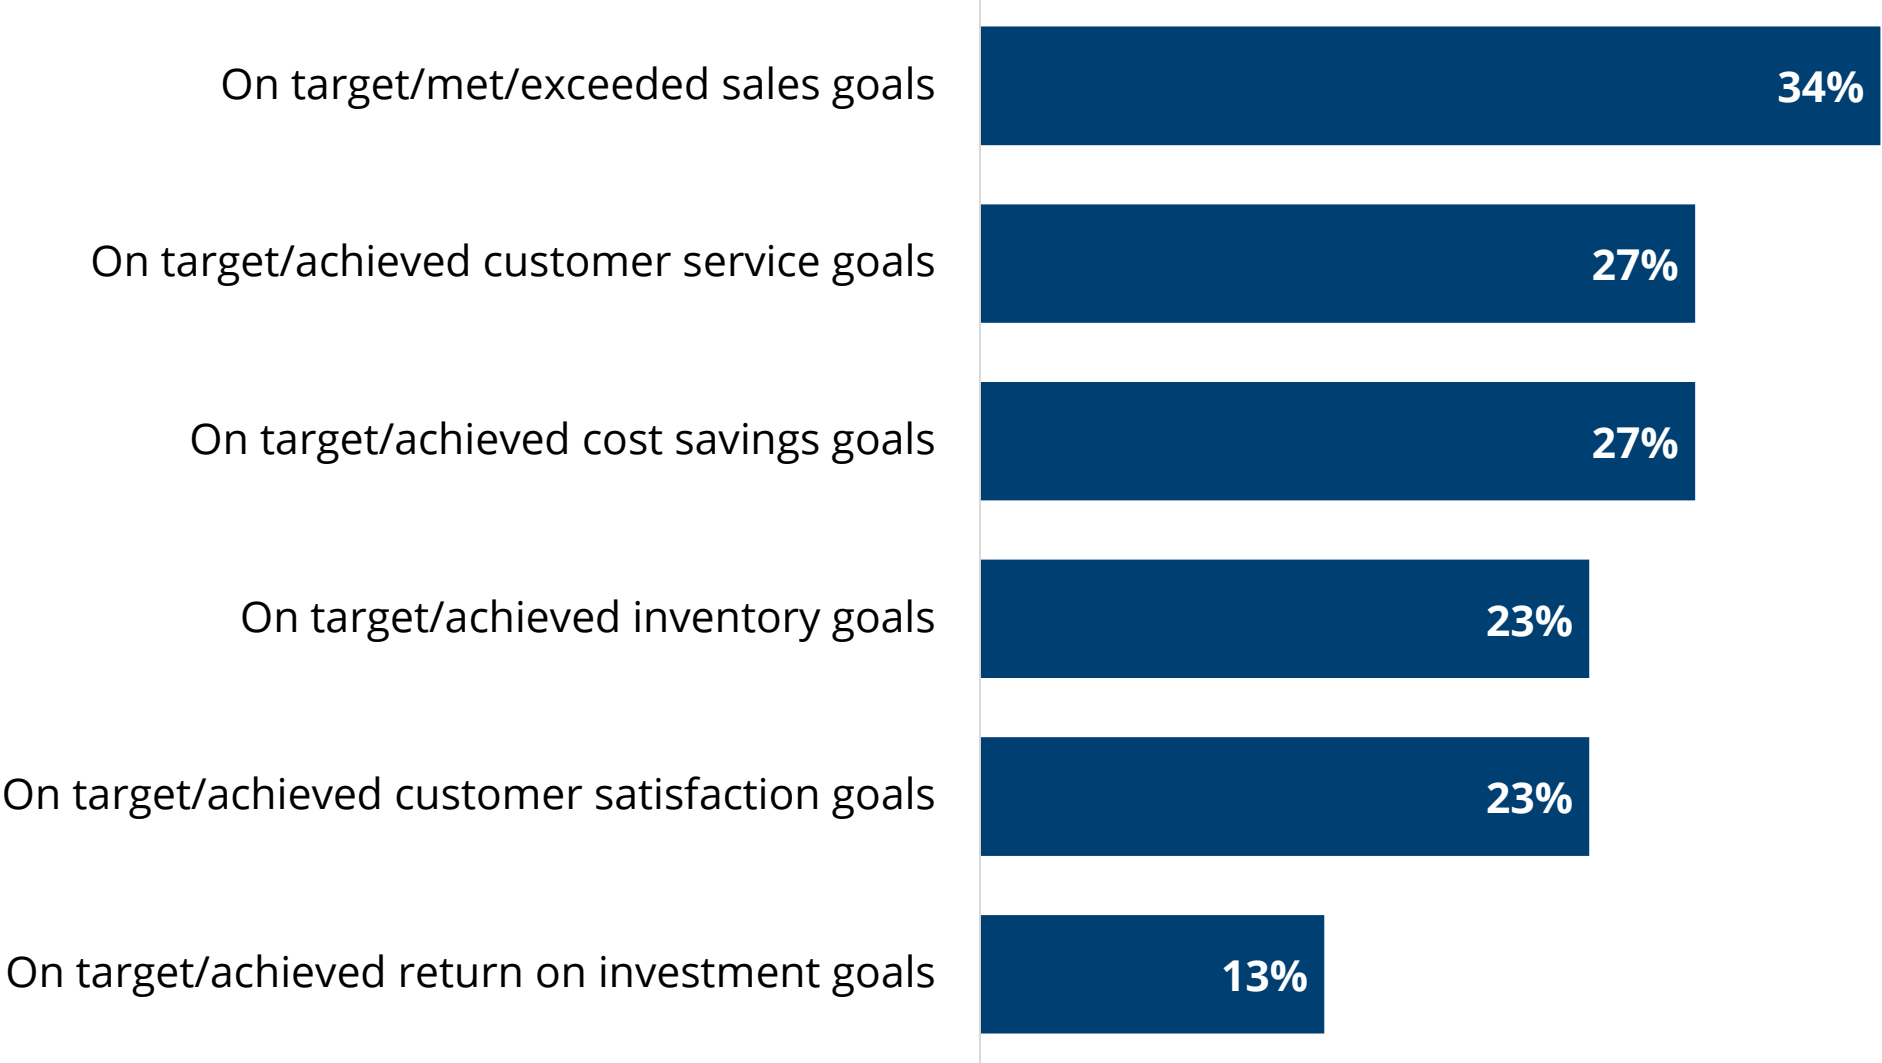 On target/met/exceeded sales goals 34%
On target/achieved customer service goals 27%
On target/achieved cost savings goals 27%
On target/achieved inventory goals 23%
On target/achieved customer satisfaction goals 23%
On target/achieved return on investment goals 13%